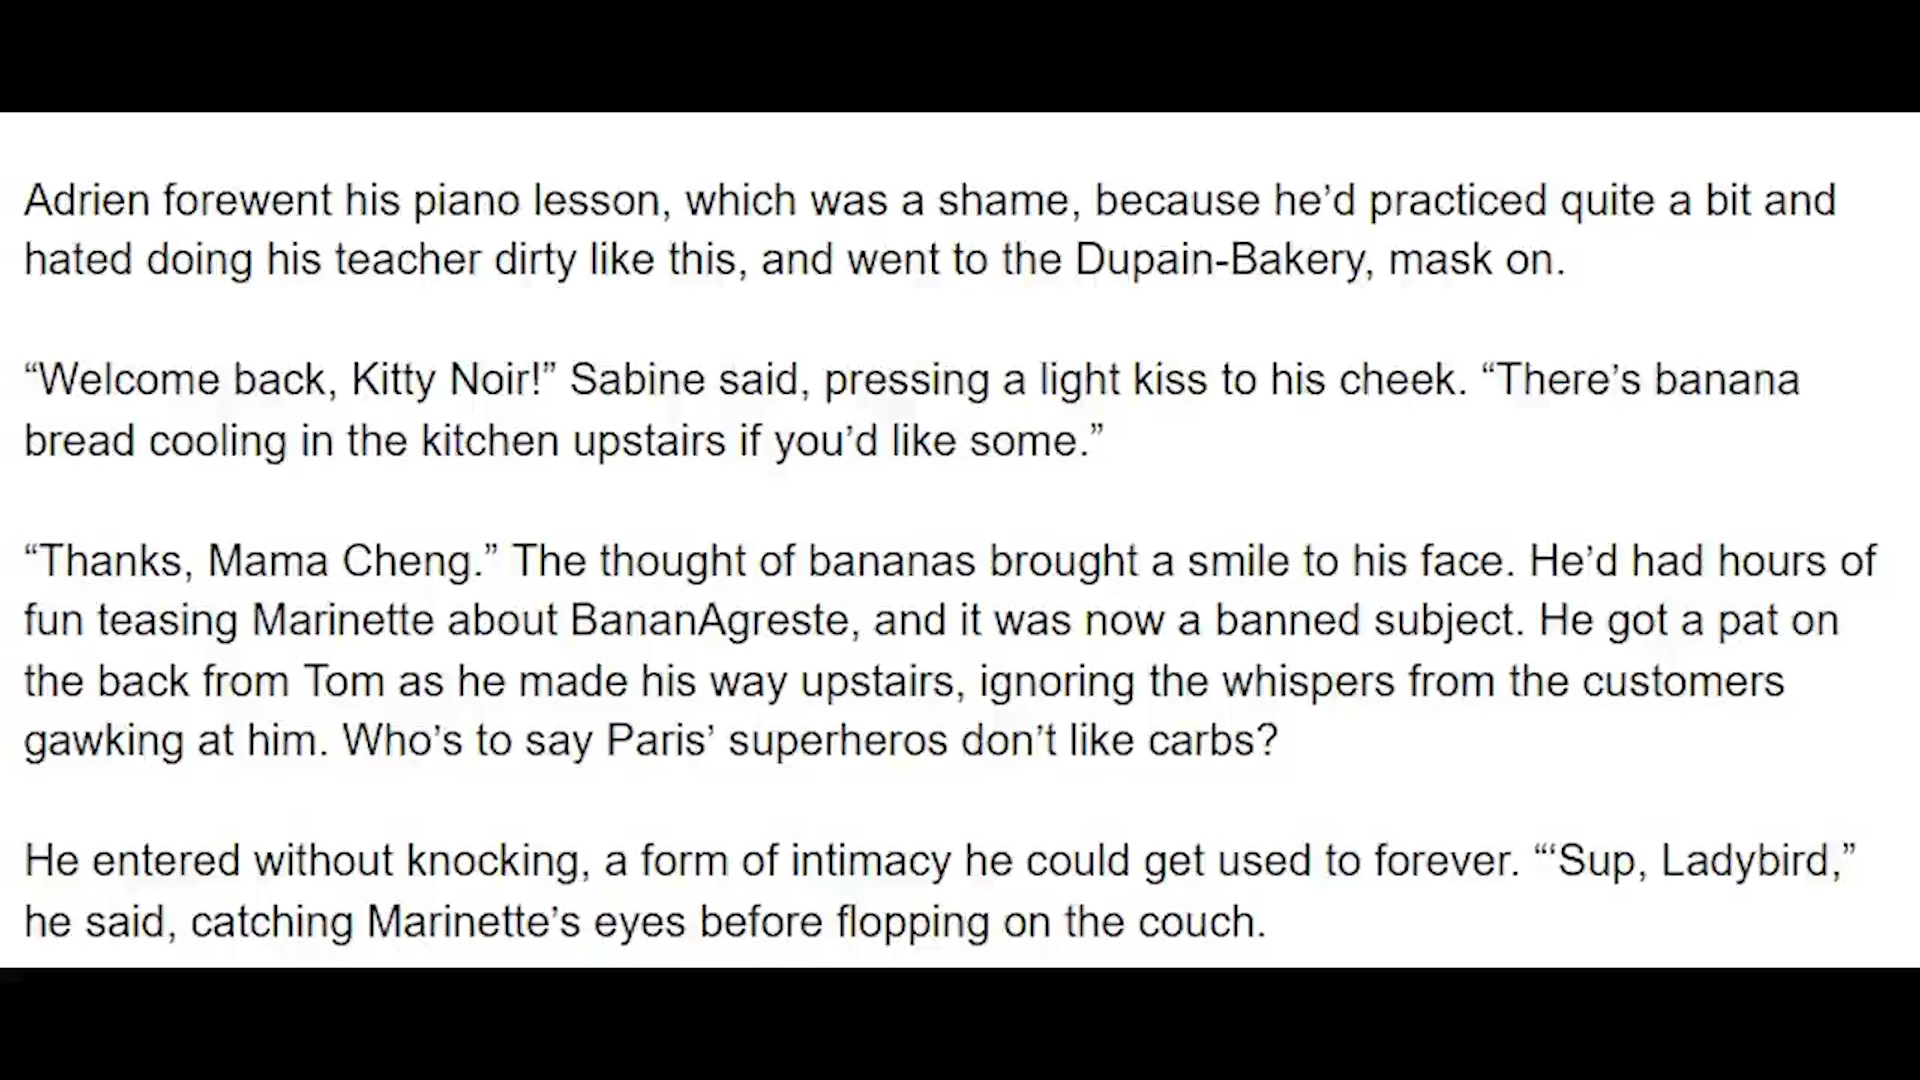 Adrien forewent his piano lesson, which was a shame, because he’d practiced quite a bit and
hated doing his teacher dirty like this, and went to the Dupain-Bakery, mask on.
“Welcome back, Kitty Noir!” Sabine said, pressing a light kiss to his cheek. “There’s banana
bread cooling in the kitchen upstairs if you’d like some.”
“Thanks, Mama Cheng.” The thought of bananas brought a smile to his face. He’d had hours of
fun teasing Marinette about BananAgreste, and it was now a banned subject. He got a pat on
the back from Tom as he made his way upstairs, ignoring the whispers from the customers
gawking at him. Who’s to say Paris’ superheros don’t like carbs?
He entered without knocking, a form of intimacy he could get used to forever. “‘Sup, Ladybird,”
he said, catching Marinette’s eyes before flopping on the couch.